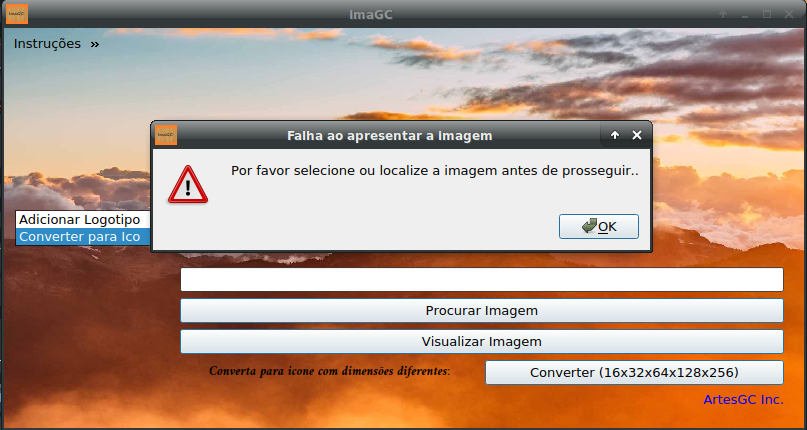 ImaGC
Instruções »
Falha ao apresentar a imagem
Por favor selecione ou localize a imagem antes de prosseguir..
OK
Adicionar Logotipo
Converter para Ico
Procurar Imagem
Visualizar Imagem
Converta para icone com dimensões diferentes:
Converter (16x32x64x128x256)
ArtesGC Inc.